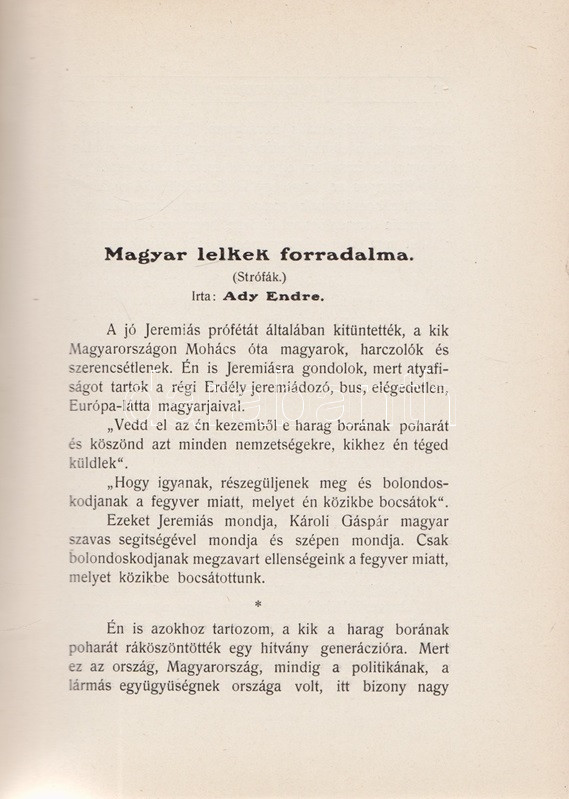 Magyar lelkek forradalma.
(Strófák.)
Irta: Ady Endre.
A jó Jeremiás prófétát általában kitüntették, a kik
Magyarországon Mohács óta magyarok, harczolók és
szerencsétlenek. Én is Jeremiásra gondolok, mert atyafi-
ságot tartok a régi Erdély jeremiádozó, bus, elégedetlen,
Európa-látta magyarjaival.
„Vedd el az én kezemből e harag borának poharát
és köszönd azt minden nemzetségekre, kikhez én téged
küldlek“.
„Hogy igyanak, részegüljenek meg és bolondos-
kodjanak a fegyver miatt, melyet én közikbe bocsátok“.
Ezeket Jeremiás mondja, Károli Gáspár magyar
szavas segitségével mondja és szépen mondja. Csak
bolondoskodjanak megzavart ellenségeink a fegyver miatt,
melyet közikbe bocsátottunk.
*
Én is azokhoz tartozom, a kik a harag borának
poharát ráköszöntötték egy hitvány generáczióra. Mert
ez az ország, Magyarország, mindig a politikának, a
lármás együgyüségnek országa volt, itt bizony nagy